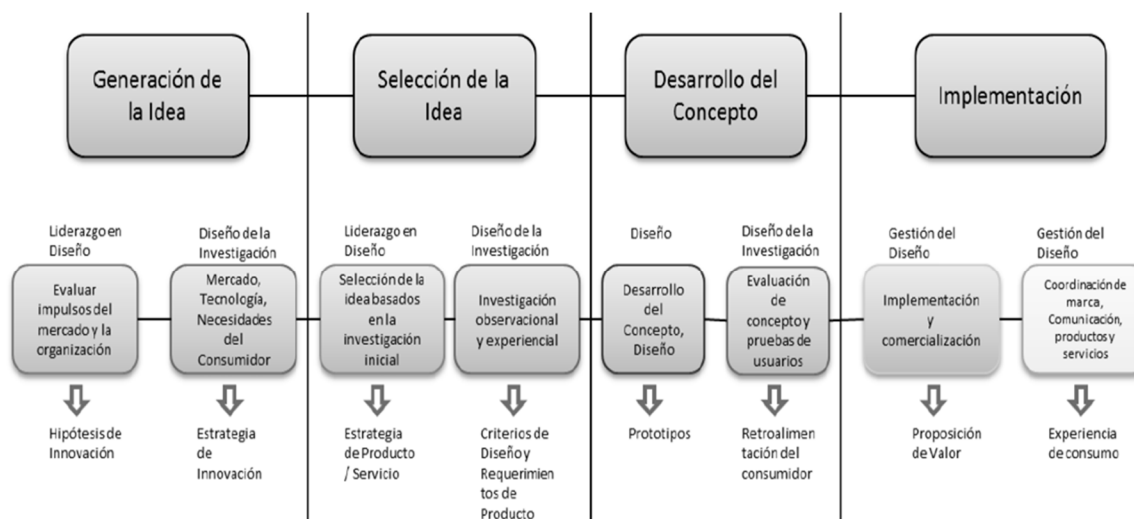 Generación de
la Idea
Selección de la
Idea
Desarrollo del
Concepto
Implementación
Liderazgo en
Diseño
Evaluar
impulsos del
mercado y la
organización
Hipótesis de
Innovación
Diseño de la
Investigación
Mercado,
Tecnología,
Necesidades
del
Consumidor
Estrategia
de
Innovación
Liderazgo en
Diseño
Selección de la
idea basados
en la
investigación
inicial
Estrategia
de Producto
/ Servicio
Diseño de la
Investigación
Investigación
observacional
y experiencial
Criterios de
Diseño y
Requerimien
tos de
Producto
Diseño
Desarrollo
del
Concepto,
Diseño
Prototipos
Diseño de la
Investigación
Evaluación
de
concepto y
pruebas de
usuarios
Retroalimen
tación del
consumidor
Gestión del
Diseño
Implementación
y
comercialización
Proposición
de Valor
Gestión del
Diseño
Coordinación de
marca,
Comunicación,
productos y
servicios
Experiencia
de consumo